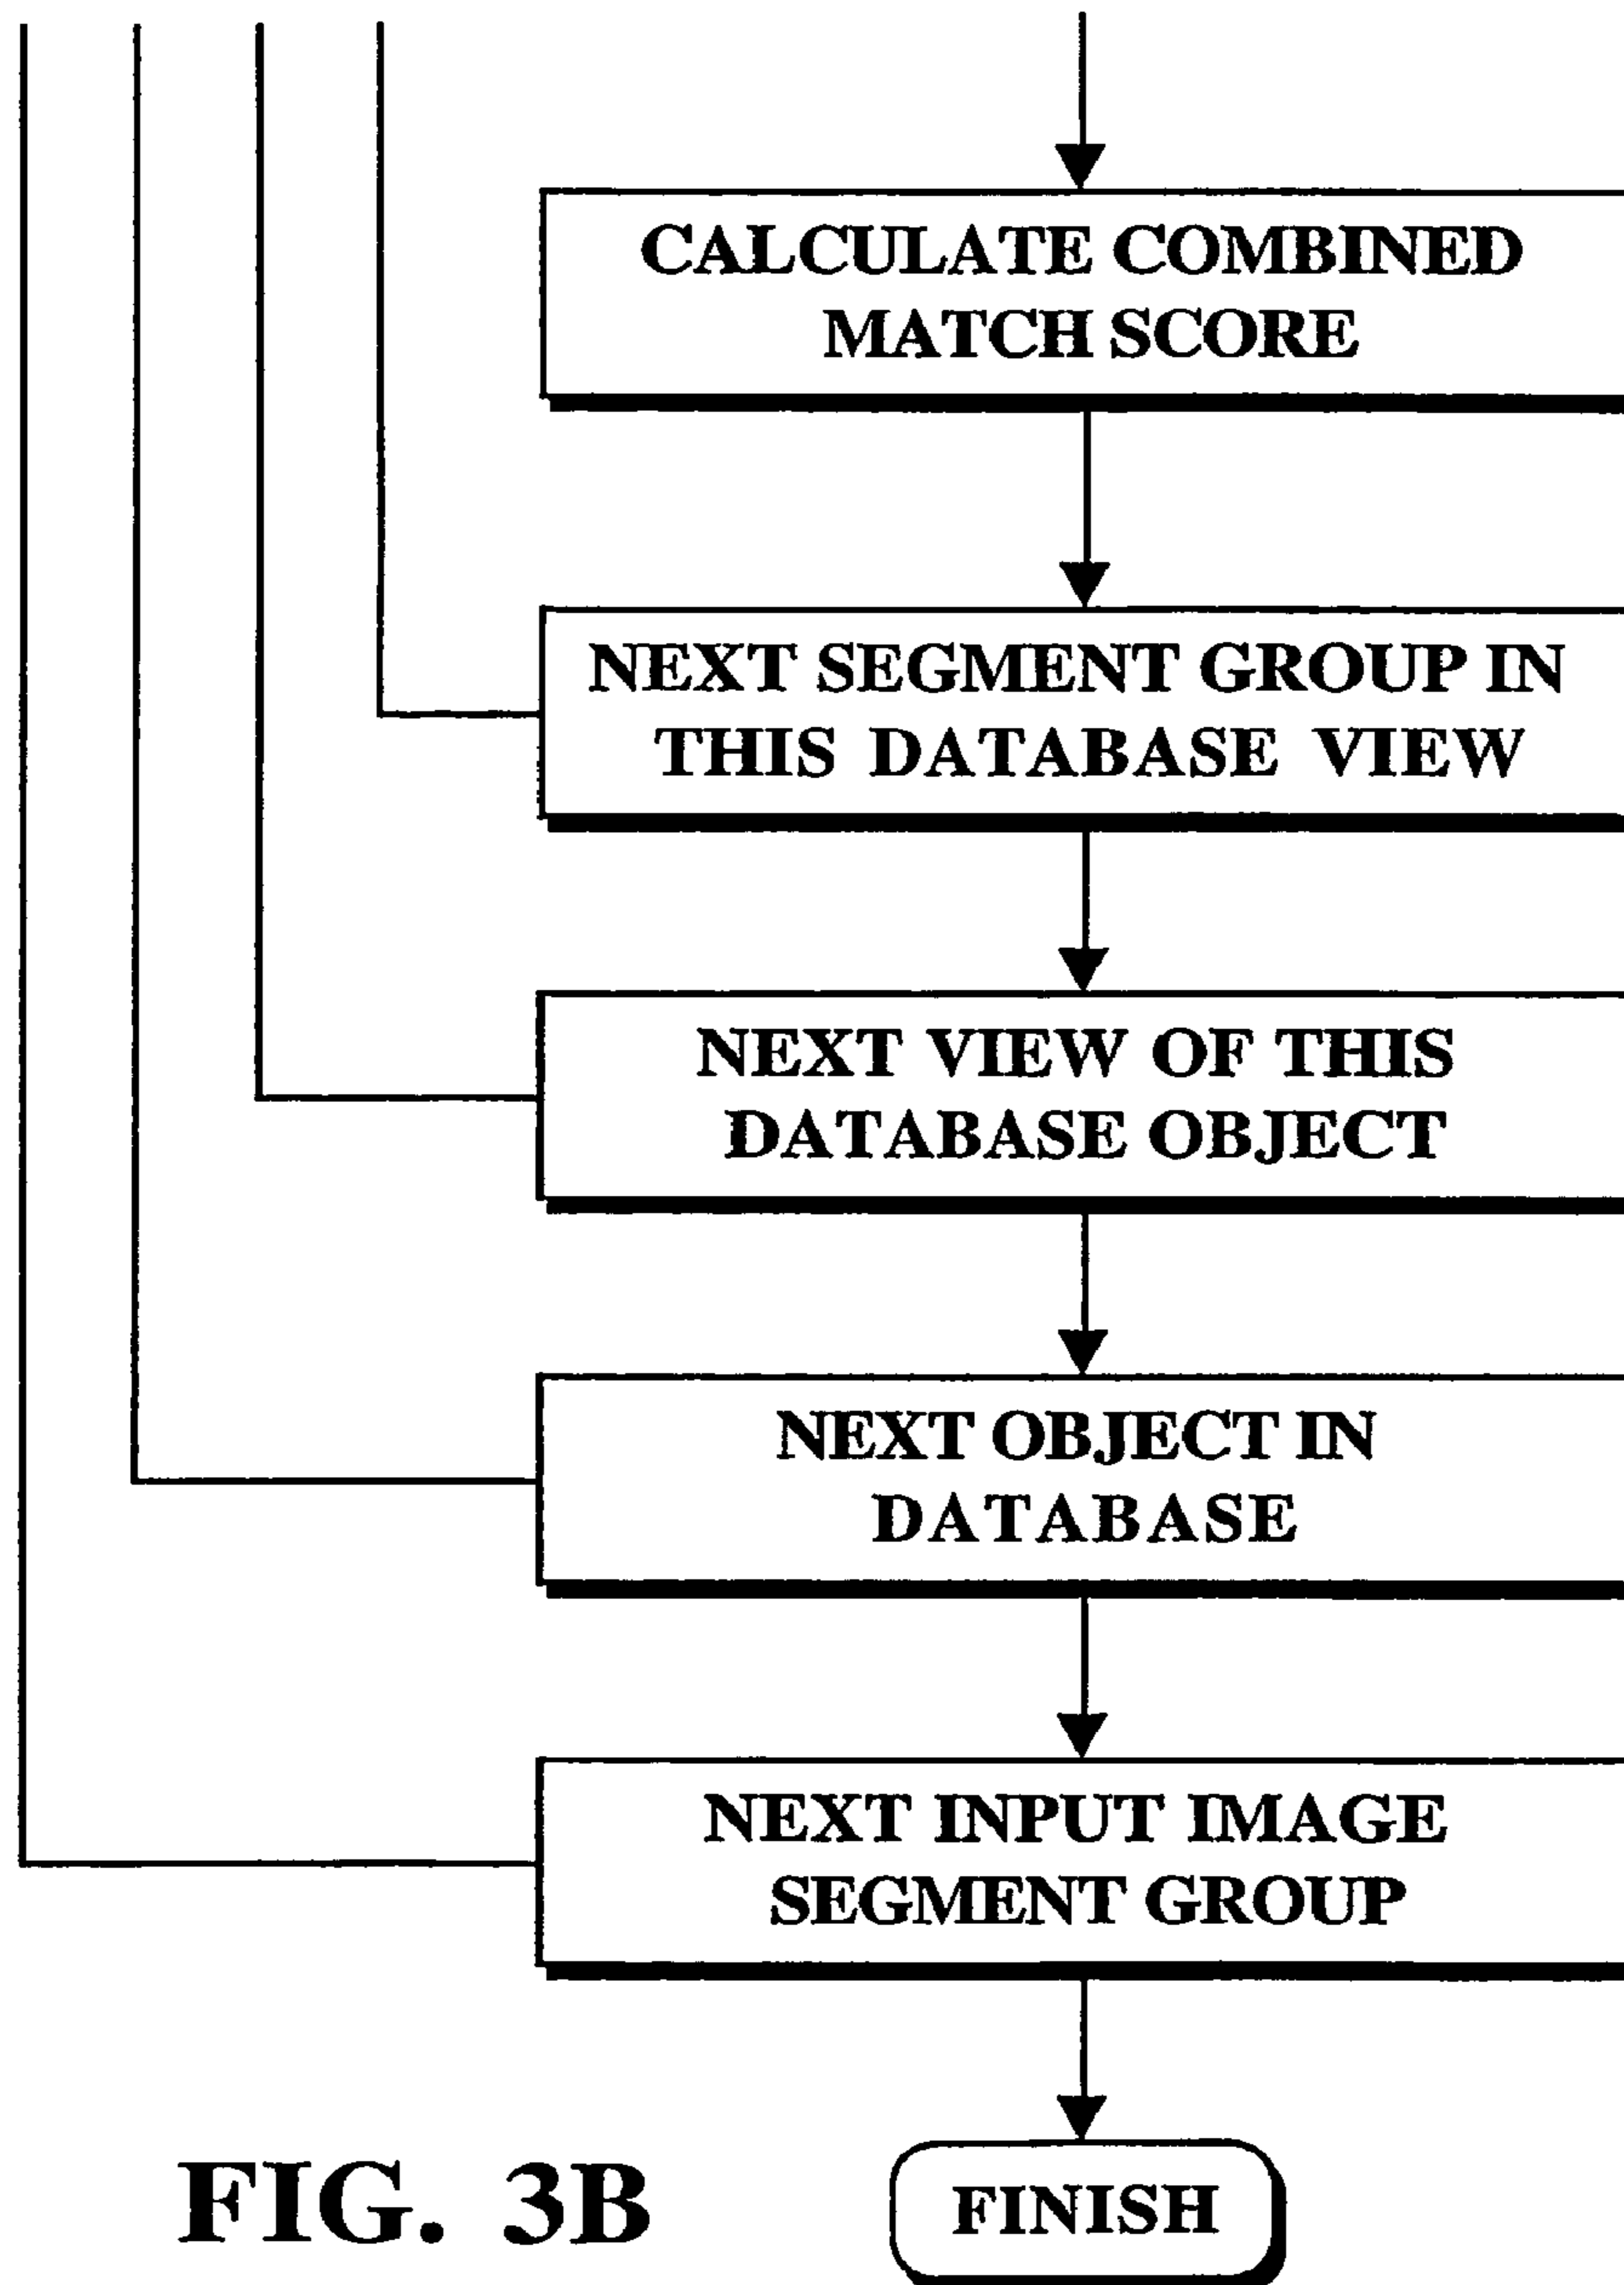 CALCULATE COMBINED
MATCH SCORE
NEXT SEGMENT GROUP IN
THIS DATABASE VIEW
NEXT VIEW OF THIS
DATABASE OBJECT
NEXT OBJECT IN
DATABASE
NEXT INPUT IMAGE
SEGMENT GROUP
FINISH
FIG. 3B